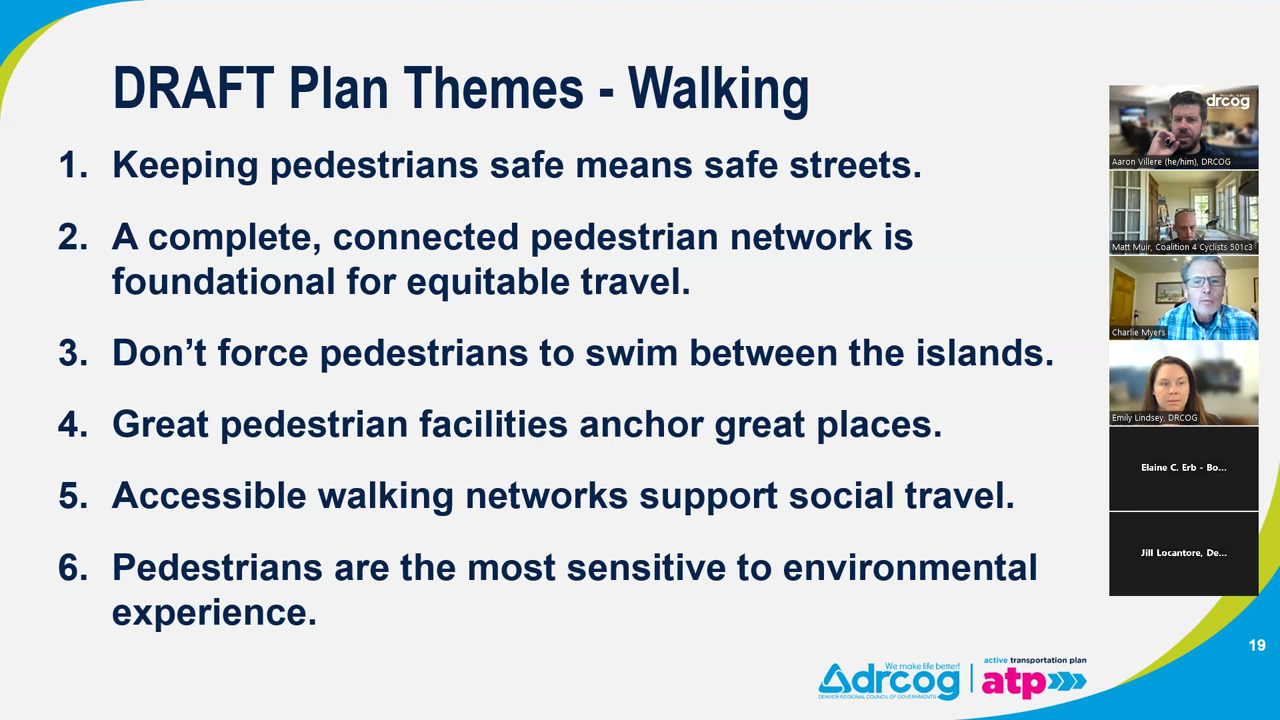 DRAFT Plan Themes - Walking
1. Keeping pedestrians safe means safe streets.
2. A complete, connected pedestrian network is
foundational for equitable travel.
3. Don't force pedestrians to swim between the islands.
4. Great pedestrian facilities anchor great places.
5. Accessible walking networks support social travel.
6. Pedestrians are the most sensitive to environmental
experience.
drcog
Aaron Villere (he/him), DRCOG
Matt Muir, Coalition 4 Cyclists 501c3
Charlie Myers
Emily Lindsey, DRCOG
Elaine C. Erb - Bo...
Jill Locantore, De...
19
We make life better!
drcog
DENVER REGIONAL COUNCIL OF GOVERNMENTS
active transportation plan
atp